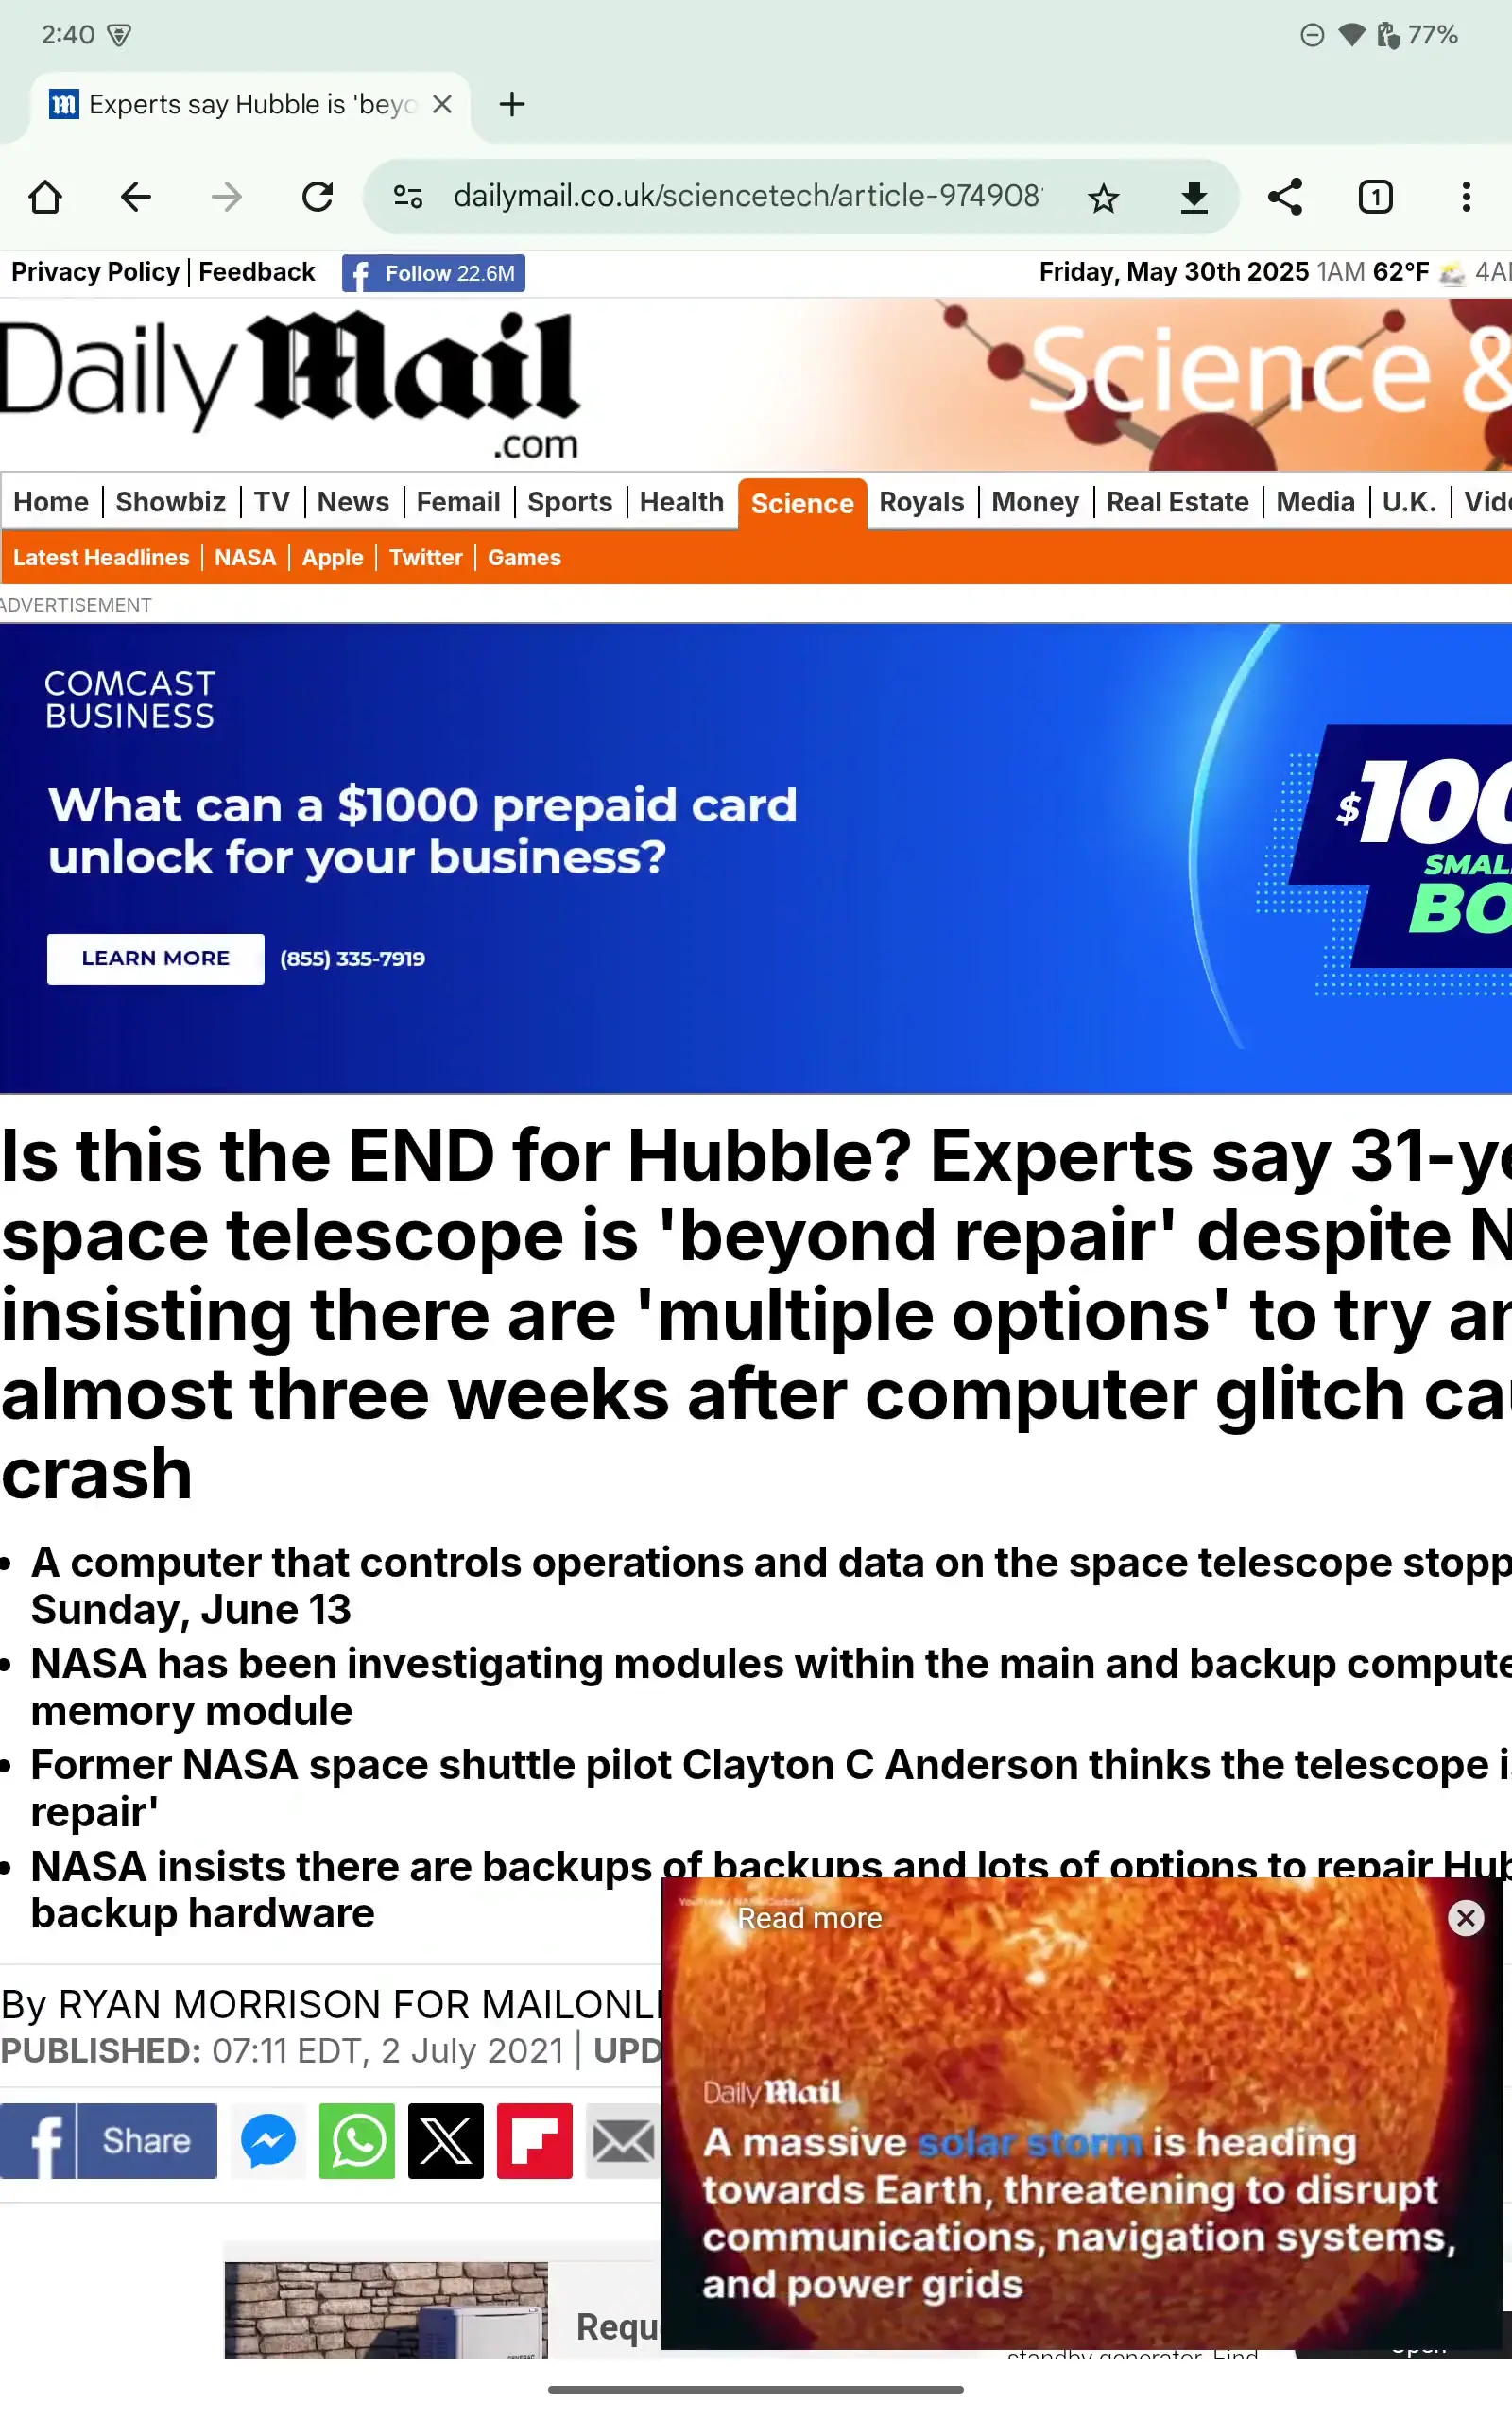 2:40
77%
Experts say Hubble is 'beyo
dailymail.co.uk/sciencetech/article-974908
1
Privacy Policy | Feedback
Follow 22.6M
Friday, May 30th 2025 1AM 62°F 4A
Daily Mail
.com
Science &
Home | Showbiz | TV | News | Femail | Sports | Health Science Royals | Money | Real Estate | Media | U.K. | Vid
Latest Headlines | NASA | Apple | Twitter | Games
ADVERTISEMENT
COMCAST
BUSINESS
What can a $1000 prepaid card
unlock for your business?
LEARN MORE (855) 335-7919
$100
SMAL
BO
Is this the END for Hubble? Experts say 31-ye
space telescope is 'beyond repair' despite N
insisting there are 'multiple options' to try an
almost three weeks after computer glitch cau
crash
• A computer that controls operations and data on the space telescope stopp
Sunday, June 13
• NASA has been investigating modules within the main and backup compute
memory module
• Former NASA space shuttle pilot Clayton C Anderson thinks the telescope i
repair'
• NASA insists there are backups of backups and lots of options to repair Hub
backup hardware
By RYAN MORRISON FOR MAILONLI
PUBLISHED: 07:11 EDT, 2 July 2021 | UPD
Share
Read more
Daily Mail
A massive solar storm is heading
towards Earth, threatening to disrupt
communications, navigation systems,
and power grids
Reque
standby generator. Find
Open